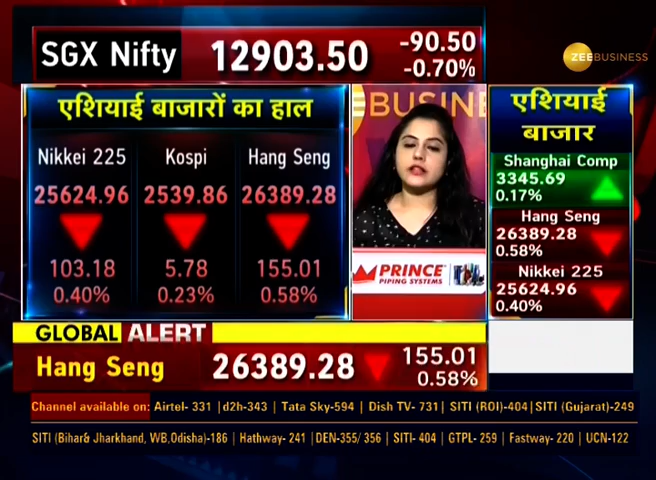 SGX Nifty 12903.50 -90.50
-0.70%
ZEE BUSINESS
एशियाई बाजारों का हाल
Nikkei 225 Kospi Hang Seng
25624.96 2539.86 26389.28
103.18 5.78 155.01
0.40% 0.23% 0.58%
EBUSINE
PRINCE
PIPING SYSTEMS
एशियाई
बाजार
Shanghai Comp
3345.69
0.17%
Hang Seng
26389.28
0.58%
Nikkei 225
25624.96
0.40%
GLOBAL ALERT
Hang Seng 26389.28 155.01
0.58%
Channel available on: Airtel- 331 |d2h-343 | Tata Sky-594 | Dish TV- 731| SITI (ROI)-404|SITI (Gujarat)-249
SITI (Bihar& Jharkhand, WB,Odisha)-186 | Hathway- 241 |DEN-355/ 356 | SITI- 404 | GTPL- 259 | Fastway- 220 | UCN-122